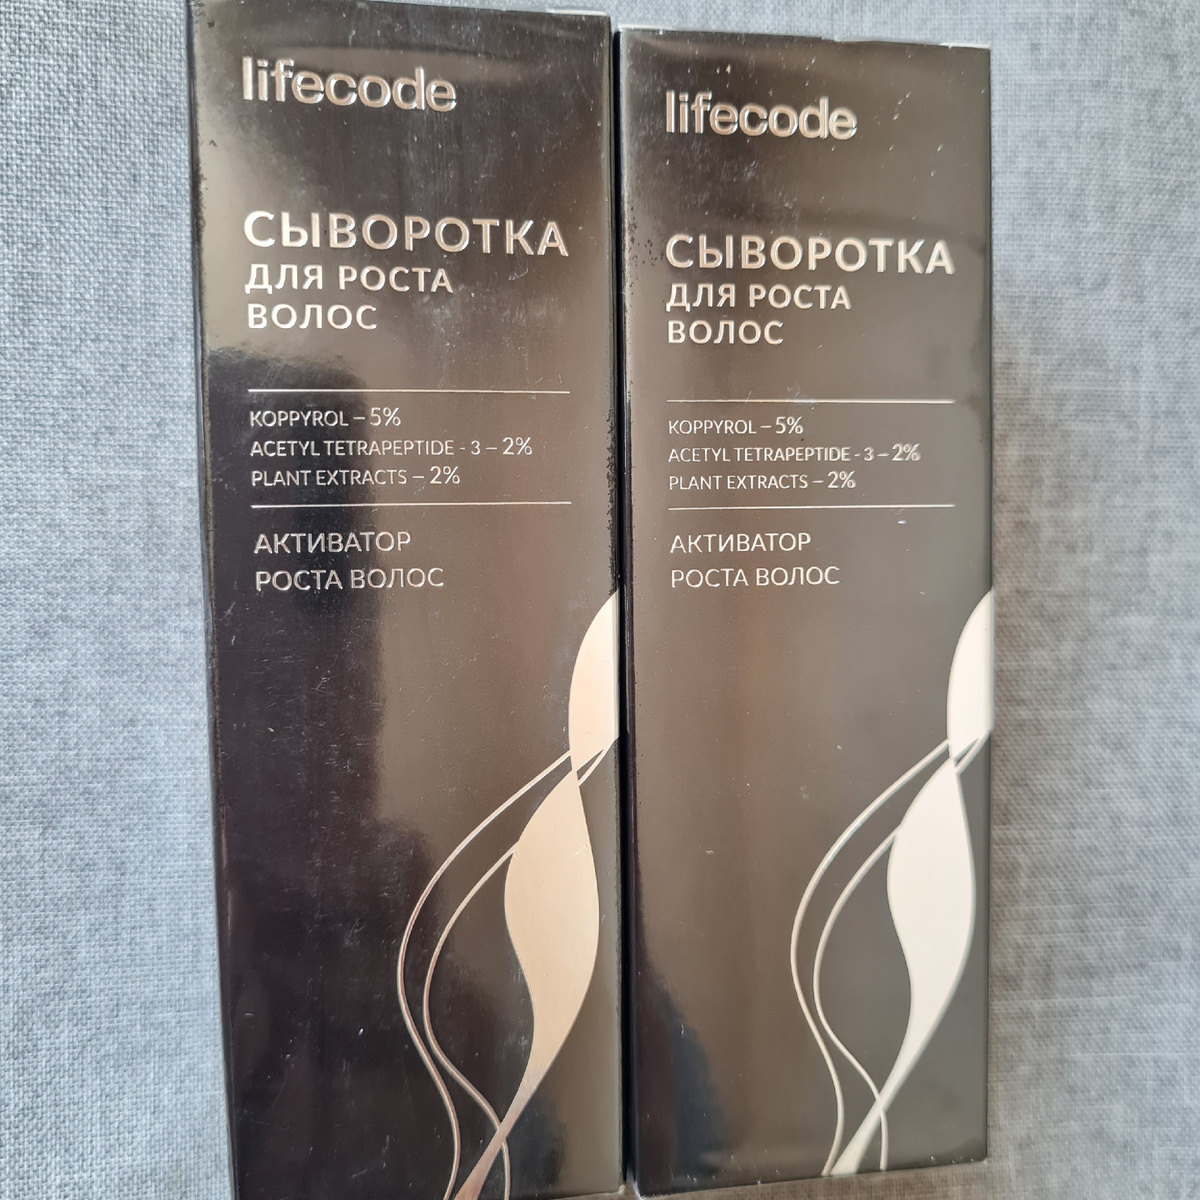 lifecode
СЫВОРОТКА
ДЛЯ РОСТА
ВОЛОС
KOPPYROL – 5%
ACETYL TETRAPEPTIDE - 3 – 2%
PLANT EXTRACTS – 2%
АКТИВАТОР
РОСТА ВОЛОС
lifecode
СЫВОРОТКА
ДЛЯ РОСТА
ВОЛОС
KOPPYROL – 5%
ACETYL TETRAPEPTIDE - 3 – 2%
PLANT EXTRACTS – 2%
АКТИВАТОР
РОСТА ВОЛОС